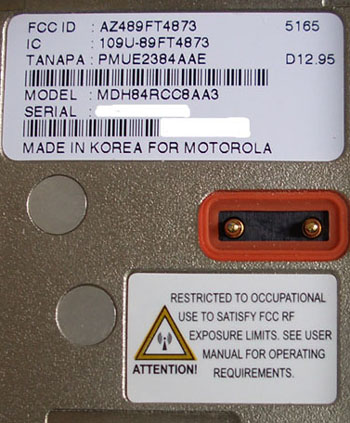 FCC ID : AZ489FT4873 5165
IC : 109U-89FT4873
TANAPA : PMUE2384AAE D12.95
MODEL : MDH84RCC8AA3
SERIAL :
MADE IN KOREA FOR MOTOROLA
RESTRICTED TO OCCUPATIONAL
USE TO SATISFY FCC RF
EXPOSURE LIMITS. SEE USER
MANUAL FOR OPERATING
REQUIREMENTS.
ATTENTION!